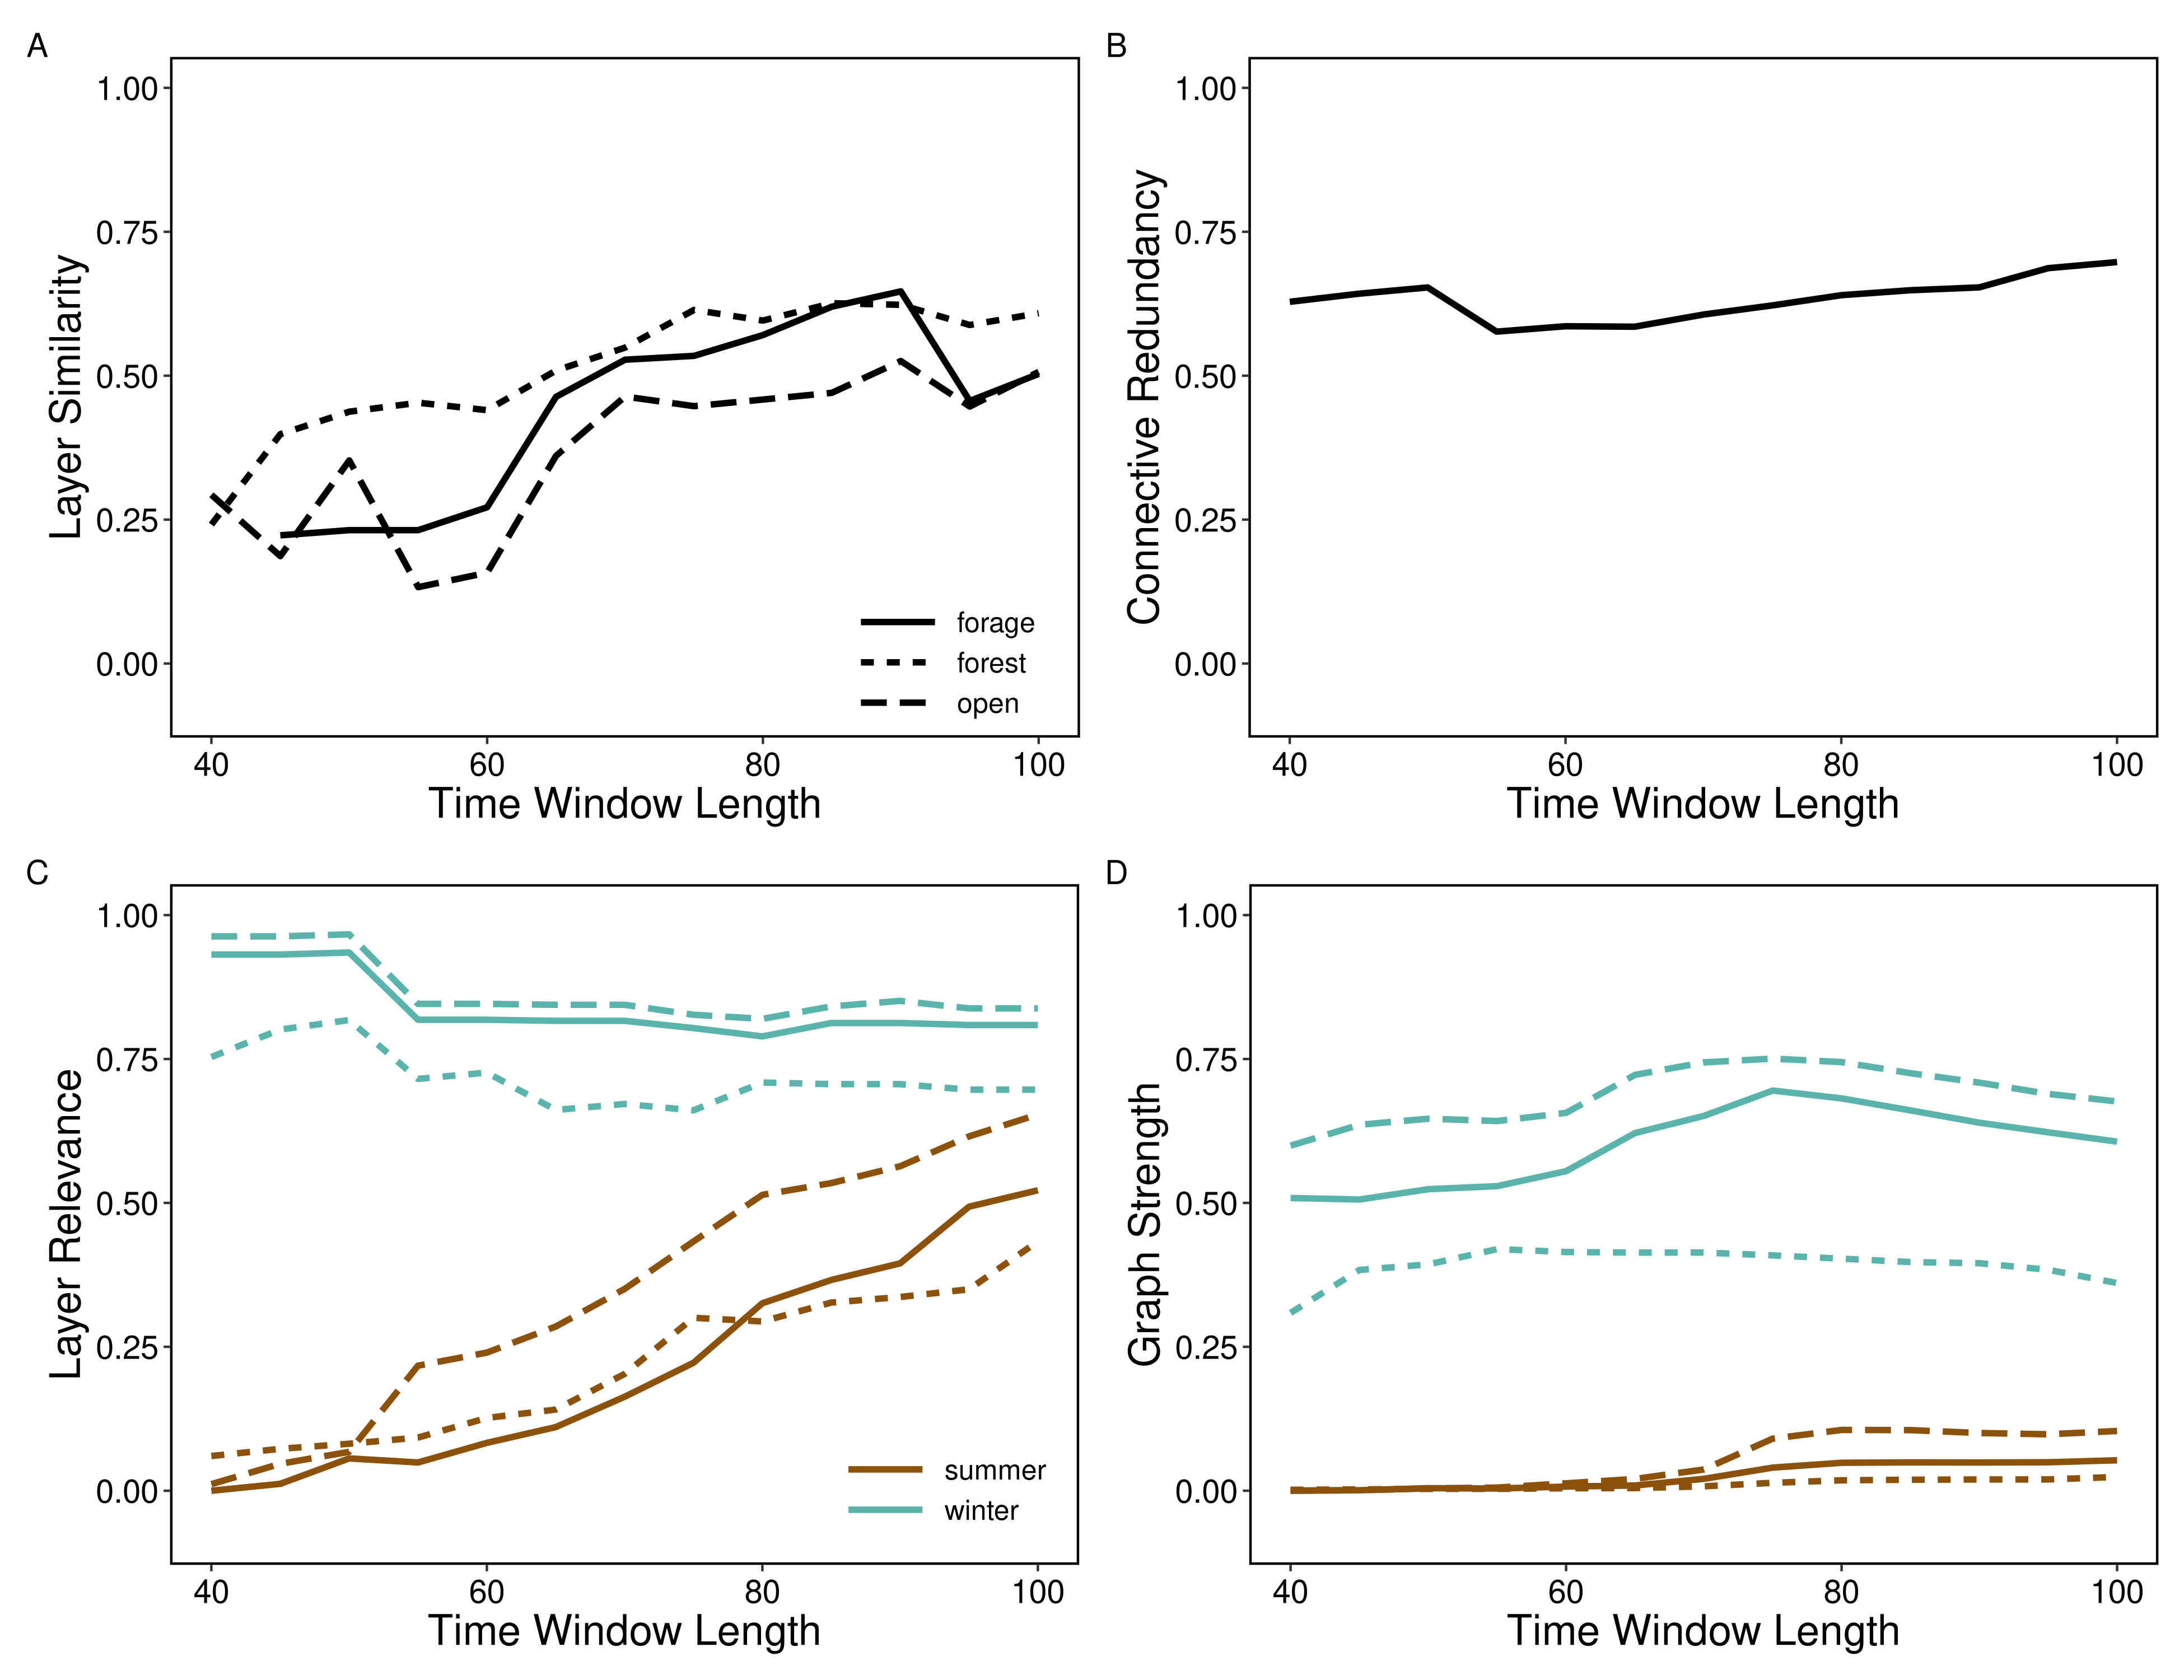 A
Layer Similarity
1.00
0.75
0.50
0.25
0.00
forage
forest
open
40 60 80 100
Time Window Length
B
Connective Redundancy
1.00
0.75
0.50
0.25
0.00
40 60 80 100
Time Window Length
C
Layer Relevance
1.00
0.75
0.50
0.25
0.00
summer
winter
40 60 80 100
Time Window Length
D
Graph Strength
1.00
0.75
0.50
0.25
0.00
40 60 80 100
Time Window Length